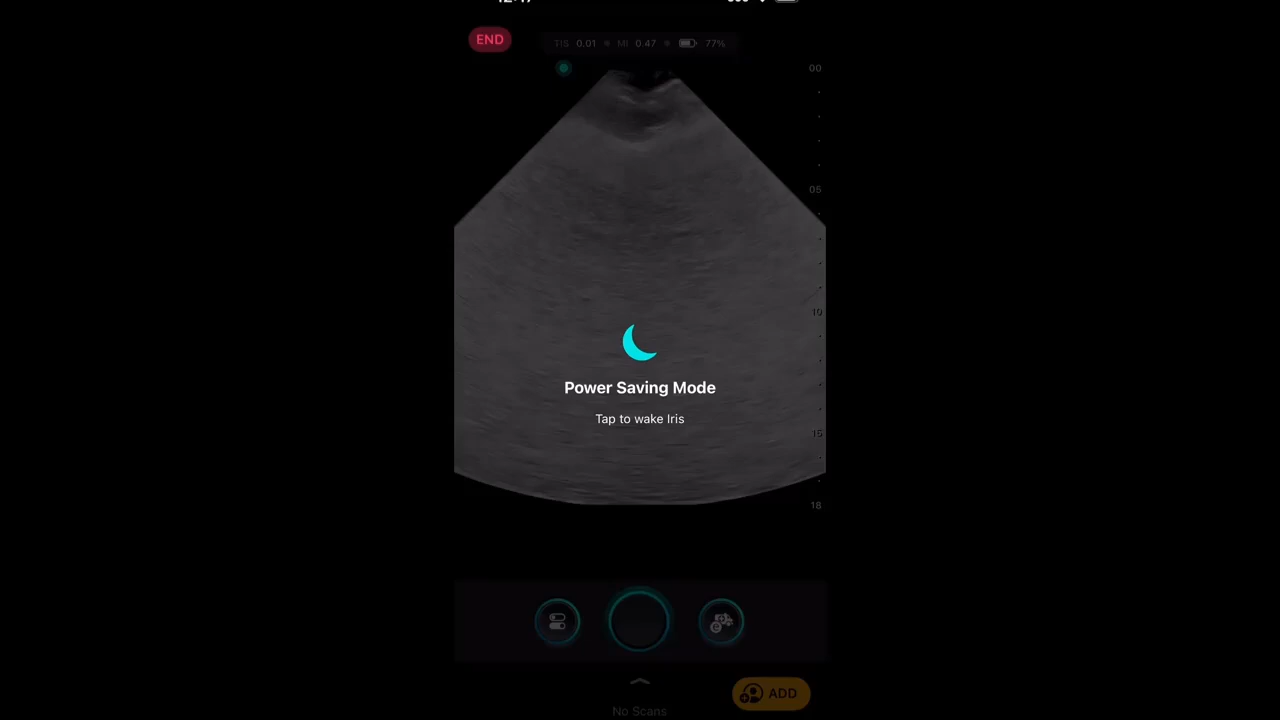 END
TIS 0.01 MI 0.47 77%
00
05
10
15
18
Power Saving Mode
Tap to wake Iris
ADD
No Scans